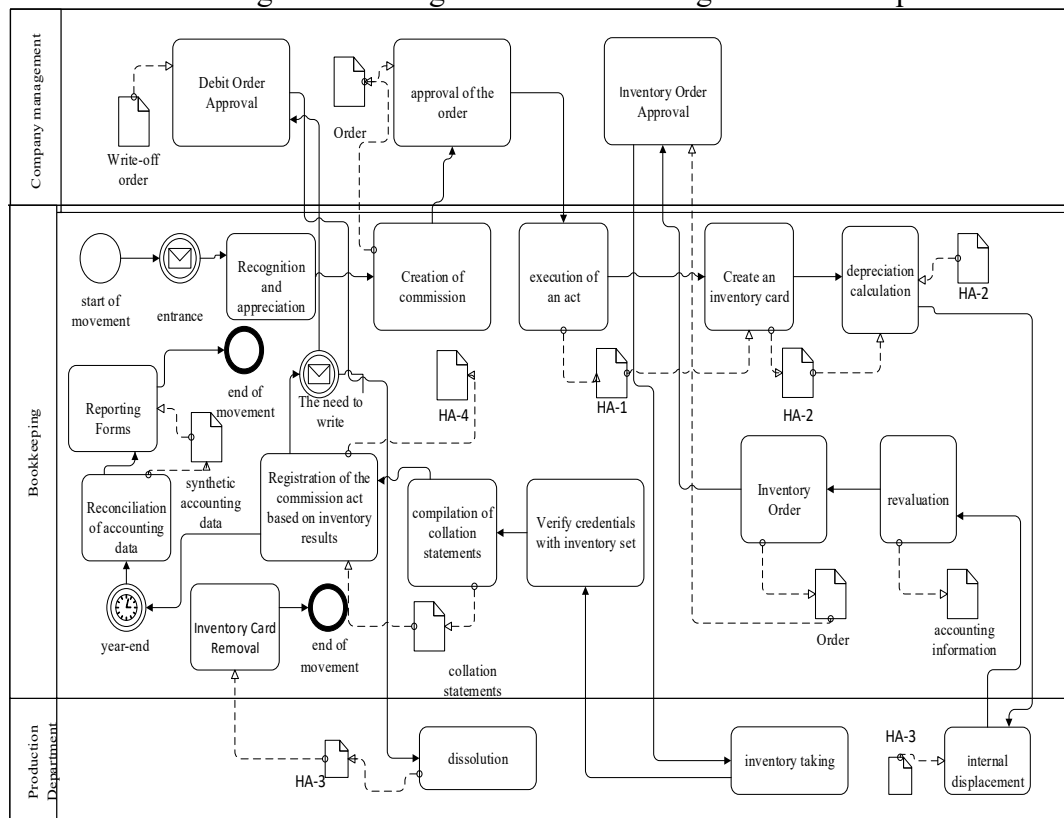 Company management
Debit Order
Approval
Write-off
order
Order
approval of the
order
Inventory Order
Approval
Bookkeeping
start of
movement
entrance
Recognition
and
appreciation
Creation of
commission
execution of
an act
Create an
inventory card
depreciation
calculation
HA-2
HA-1
HA-2
end of
movement
The need to
write
HA-4
Reporting
Forms
synthetic
accounting
data
Reconciliation
of accounting
data
Registration of the
commission act
based on inventory
results
compilation of
collation
statements
Verify credentials
with inventory set
Inventory
Order
revaluation
year-end
Inventory Card
Removal
end of
movement
collation
statements
Order
accounting
information
Production
Department
HA-3
dissolution
inventory taking
HA-3
internal
displacement